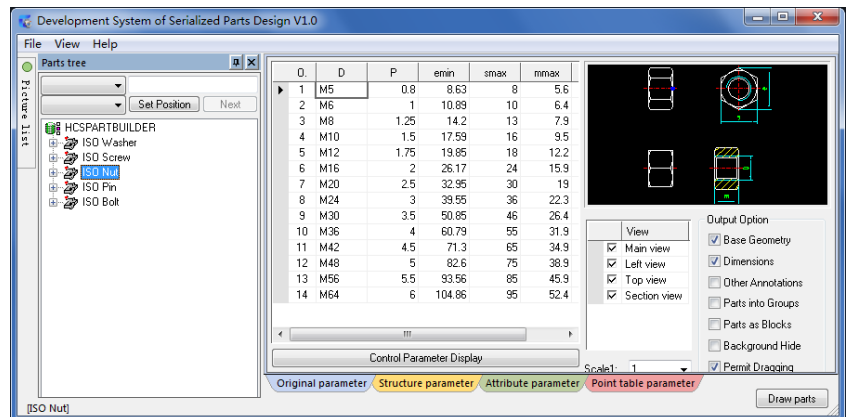 Development System of Serialized Parts Design V1.0
File View Help
Parts tree
Picture list
Set Position Next
HCSPARTBUILDER
ISO Washer
ISO Screw
ISO Nut
ISO Pin
ISO Bolt
0. D P emin smax mmax
1 M5 0.8 8.63 8 5.6
2 M6 1 10.89 10 6.4
3 M8 1.25 14.2 13 7.9
4 M10 1.5 17.59 16 9.5
5 M12 1.75 19.85 18 12.2
6 M16 2 26.17 24 15.9
7 M20 2.5 32.95 30 19
8 M24 3 39.55 36 22.3
9 M30 3.5 50.85 46 26.4
10 M36 4 60.79 55 31.9
11 M42 4.5 71.3 65 34.9
12 M48 5 82.6 75 38.9
13 M56 5.5 93.56 85 45.9
14 M64 6 104.86 95 52.4
Control Parameter Display
Original parameter Structure parameter Attribute parameter Point table parameter
View
Main view
Left view
Top view
Section view
Scale1: 1
Output Option
Base Geometry
Dimensions
Other Annotations
Parts into Groups
Parts as Blocks
Background Hide
Permit Dragging
Draw parts
[ISO Nut]